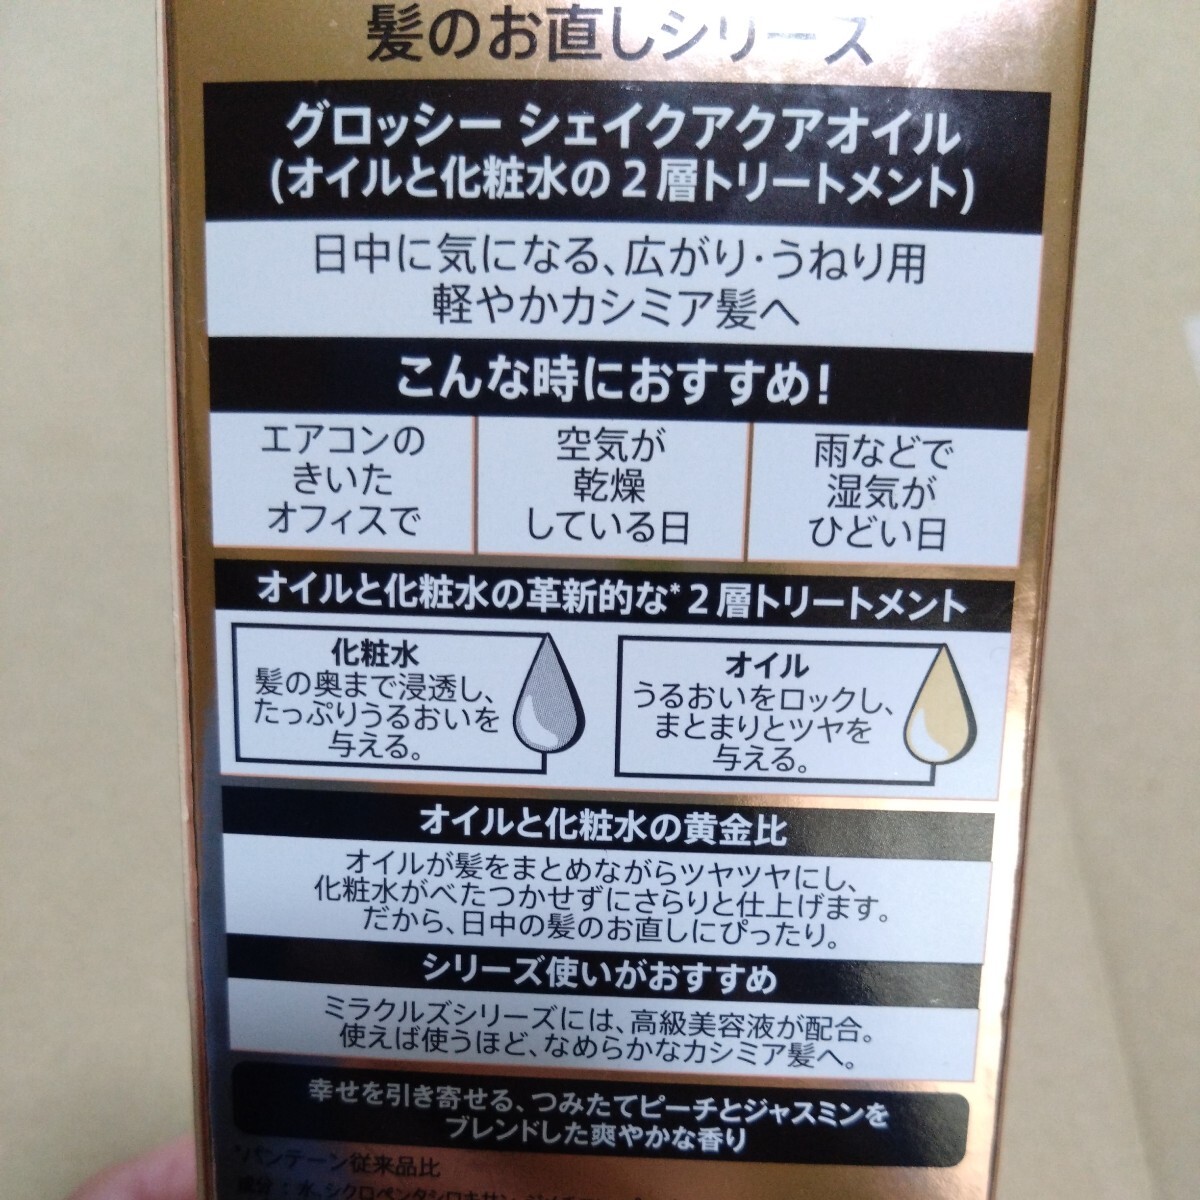 髪のお直しシリーズ
グロッシー シェイクアクアオイル
(オイルと化粧水の2層トリートメント)
日中に気になる、広がり・うねり用
軽やかカシミア髪へ
こんな時におすすめ!
エアコンの
きいた
オフィスで
空気が
乾燥
している日
雨などで
湿気が
ひどい日
オイルと化粧水の革新的な*2層トリートメント
化粧水
髪の奥まで浸透し、
たっぷりうるおいを
与える。
オイル
うるおいをロックし、
まとまりとツヤを
与える。
オイルと化粧水の黄金比
オイルが髪をまとめながらツヤツヤにし、
化粧水がべたつかせずにさらりと仕上げます。
だから、日中の髪のお直しにぴったり。
シリーズ使いがおすすめ
ミラクルズシリーズには、高級美容液が配合。
使えば使うほど、なめらかなカシミア髪へ。
幸せを引き寄せる、つみたてピーチとジャスミンを
ブレンドした爽やかな香り
*パンテーン従来品比
成分:水、シクロペンタシロキサン、